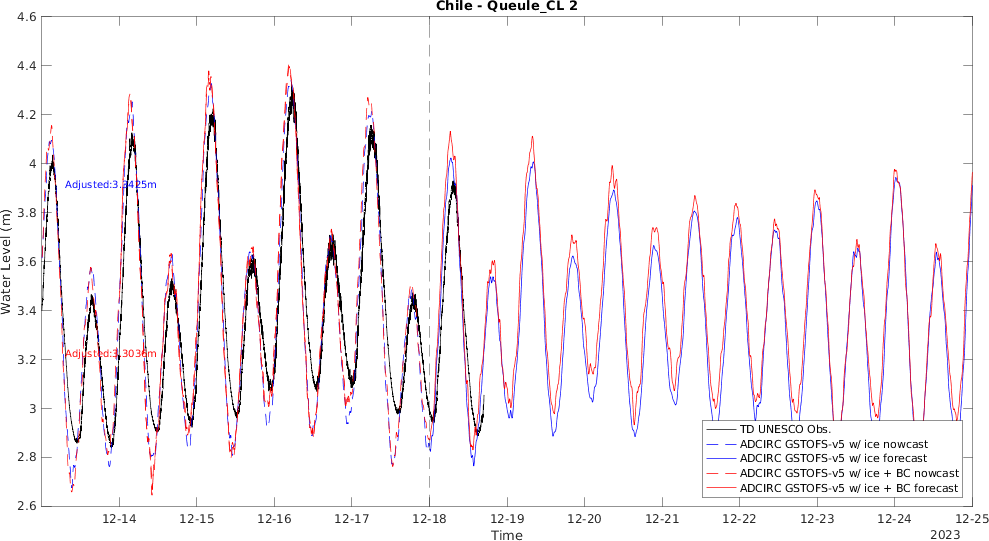 Chile - Queule_CL 2
4.6
4.4
4.2
4
3.8
3.6
3.4
3.2
3
2.8
2.6
Water Level (m)
Adjusted:3.3425m
Adjusted:3.3036m
TD UNESCO Obs.
ADCIRC GSTOFS-v5 w/ ice nowcast
ADCIRC GSTOFS-v5 w/ ice forecast
ADCIRC GSTOFS-v5 w/ ice + BC nowcast
ADCIRC GSTOFS-v5 w/ ice + BC forecast
12-14 12-15 12-16 12-17 12-18 12-19 12-20 12-21 12-22 12-23 12-24 12-25
Time
2023